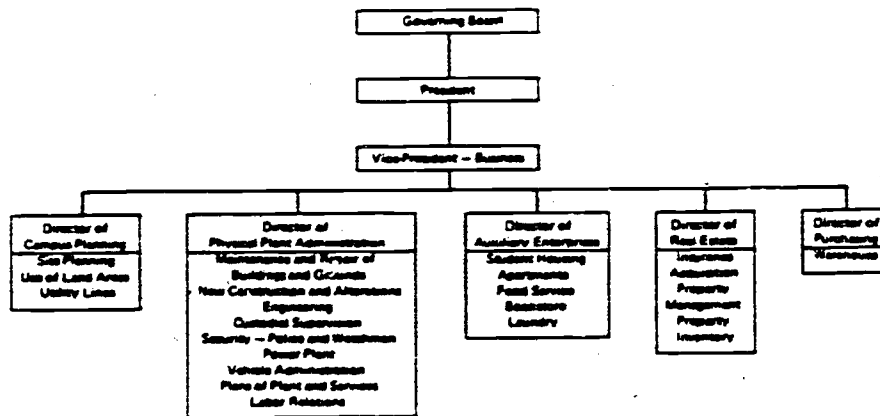 Governing Board
President
Vice-President — Business
Director of
Campus Planning
Site Planning
Use of Land Areas
Utility Lines
Director of
Physical Plant Administration
Maintenance and Repair of
Buildings and Grounds
New Construction and Alterations
Engineering
Custodial Supervision
Security — Police and Watchman
Power Plant
Vehicle Administration
Plans of Plant and Services
Labor Relations
Director of
Auxiliary Enterprises
Student Housing
Apartments
Food Service
Bookstore
Laundry
Director of
Real Estate
Insurance
Acquisition
Property
Management
Property
Inventory
Director of
Purchasing
Warehouse